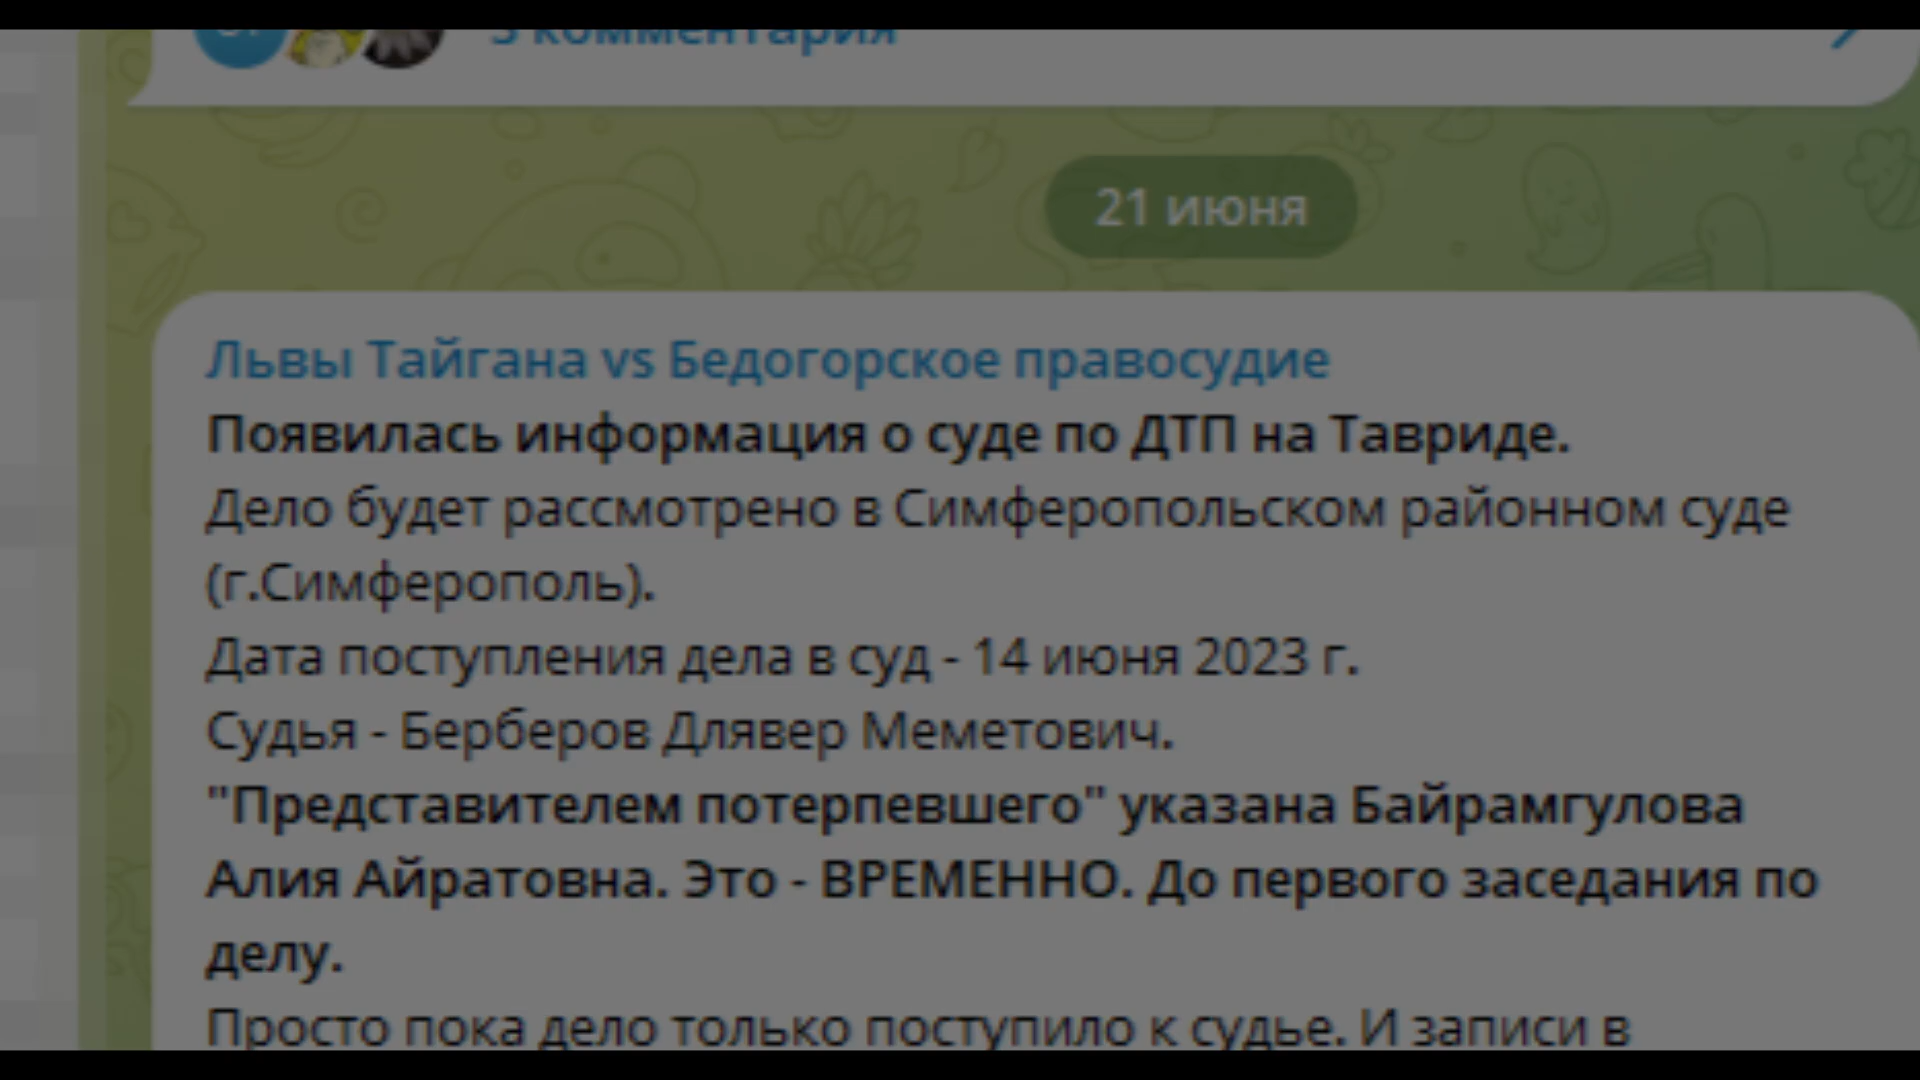 3 комментария
21 июня
Львы Тайгана vs Бедогорское правосудие
Появилась информация о суде по ДТП на Тавриде.
Дело будет рассмотрено в Симферопольском районном суде
(г.Симферополь).
Дата поступления дела в суд - 14 июня 2023 г.
Судья - Берберов Длявер Меметович.
"Представителем потерпевшего" указана Байрамгулова
Алия Айратовна. Это - ВРЕМЕННО. До первого заседания по
делу.
Просто пока дело только поступило к судье. И записи в